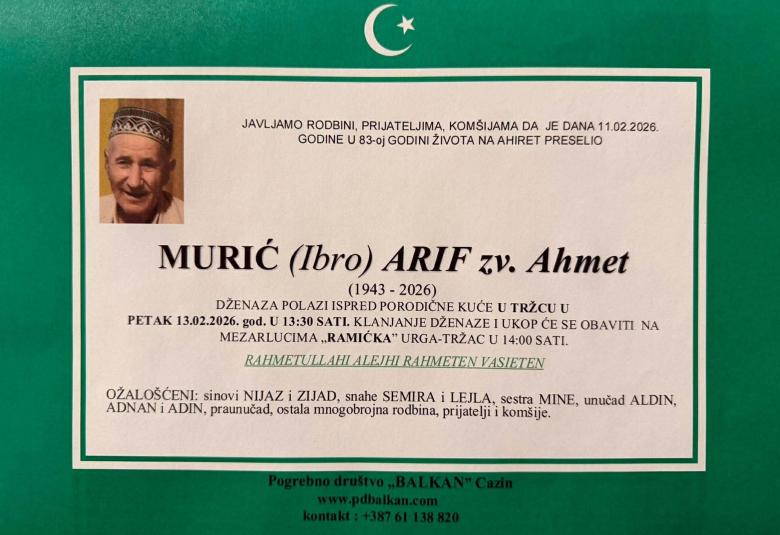 JAVLJAMO RODBINI, PRIJATELJIMA, KOMŠIJAMA DA JE DANA 11.02.2026.
GODINE U 83-oj GODINI ŽIVOTA NA AHIRET PRESELIO
MURIĆ (Ibro) ARIF zv. Ahmet
(1943 - 2026)
DŽENAZA POLAZI ISPRED PORODIČNE KUĆE U TRŽCU U
PETAK 13.02.2026. god. U 13:30 SATI. KLANJANJE DŽENAZE I UKOP ĆE SE OBAVITI NA
MEZARLUCIMA „RAMIĆKA” URGA-TRŽAC U 14:00 SATI.
RAHMETULLAHI ALEJHI RAHMETEN VASIETEN
OŽALOŠĆENI: sinovi NIJAZ i ZIJAD, snahe SEMIRA i LEJLA, sestra MINE, unučad ALDIN,
ADNAN i ADIN, praunučad, ostala mnogobrojna rodbina, prijatelji i komšije.
Pogrebno društvo „BALKAN” Cazin
www.pdbalkan.com
kontakt : +387 61 138 820